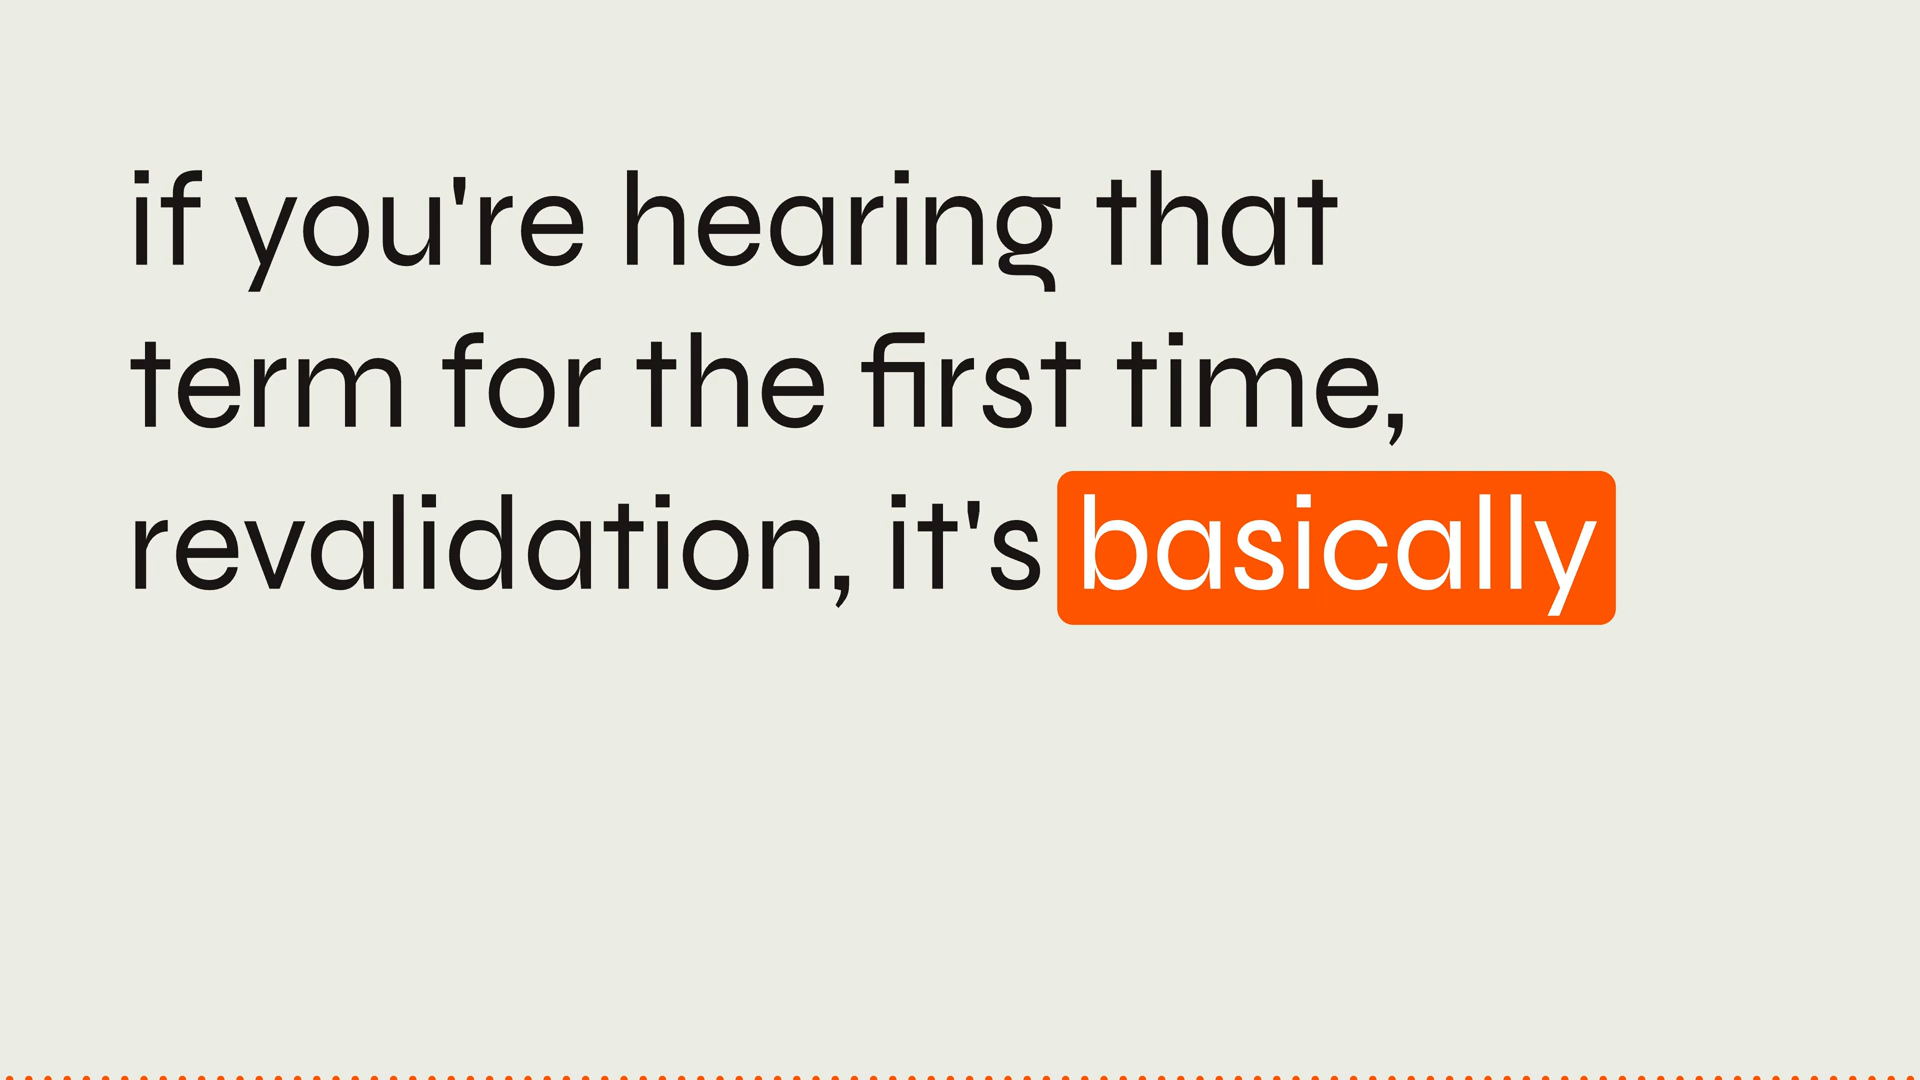 if you're hearing that
term for the first time,
revalidation, it's basically